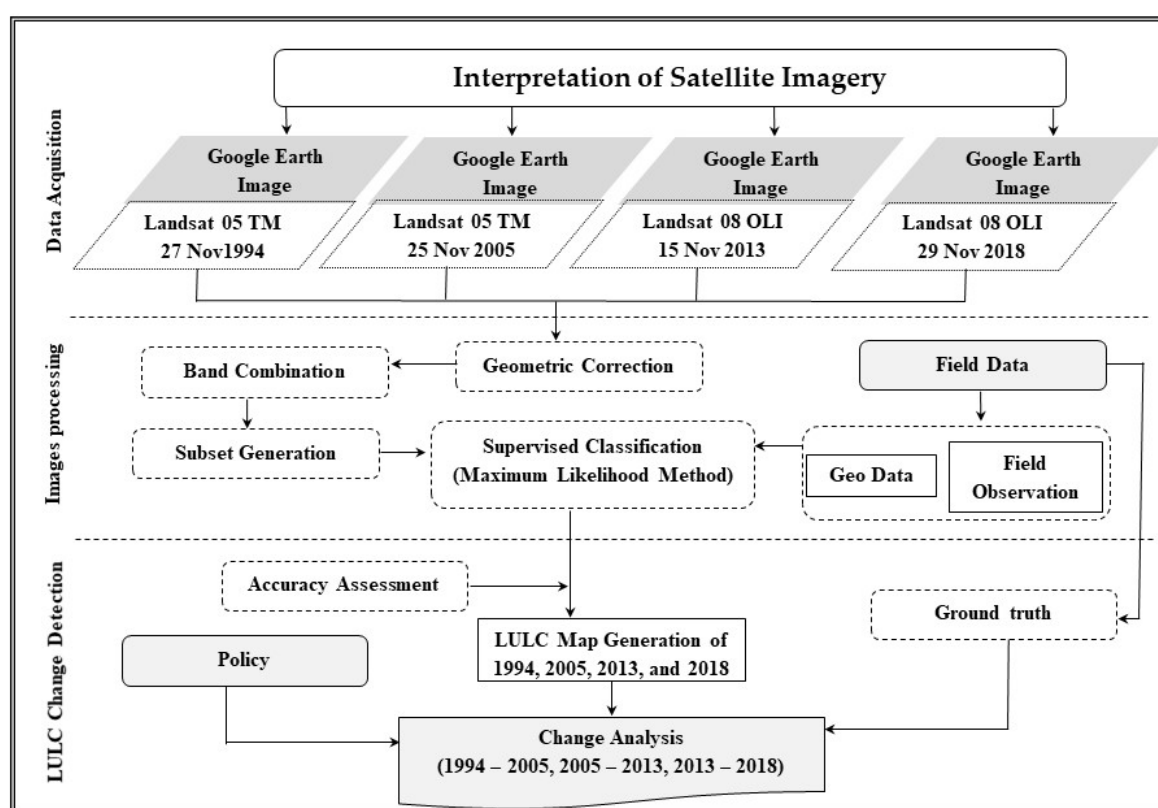 Interpretation of Satellite Imagery
Data Acquisition
Google Earth
Image
Landsat 05 TM
27 Nov1994
Google Earth
Image
Landsat 05 TM
25 Nov 2005
Google Earth
Image
Landsat 08 OLI
15 Nov 2013
Google Earth
Image
Landsat 08 OLI
29 Nov 2018
Images processing
Band Combination
Geometric Correction
Field Data
Subset Generation
Supervised Classification
(Maximum Likelihood Method)
Geo Data
Field
Observation
LULC Change Detection
Accuracy Assessment
Ground truth
Policy
LULC Map Generation of
1994, 2005, 2013, and 2018
Change Analysis
(1994 – 2005, 2005 – 2013, 2013 – 2018)